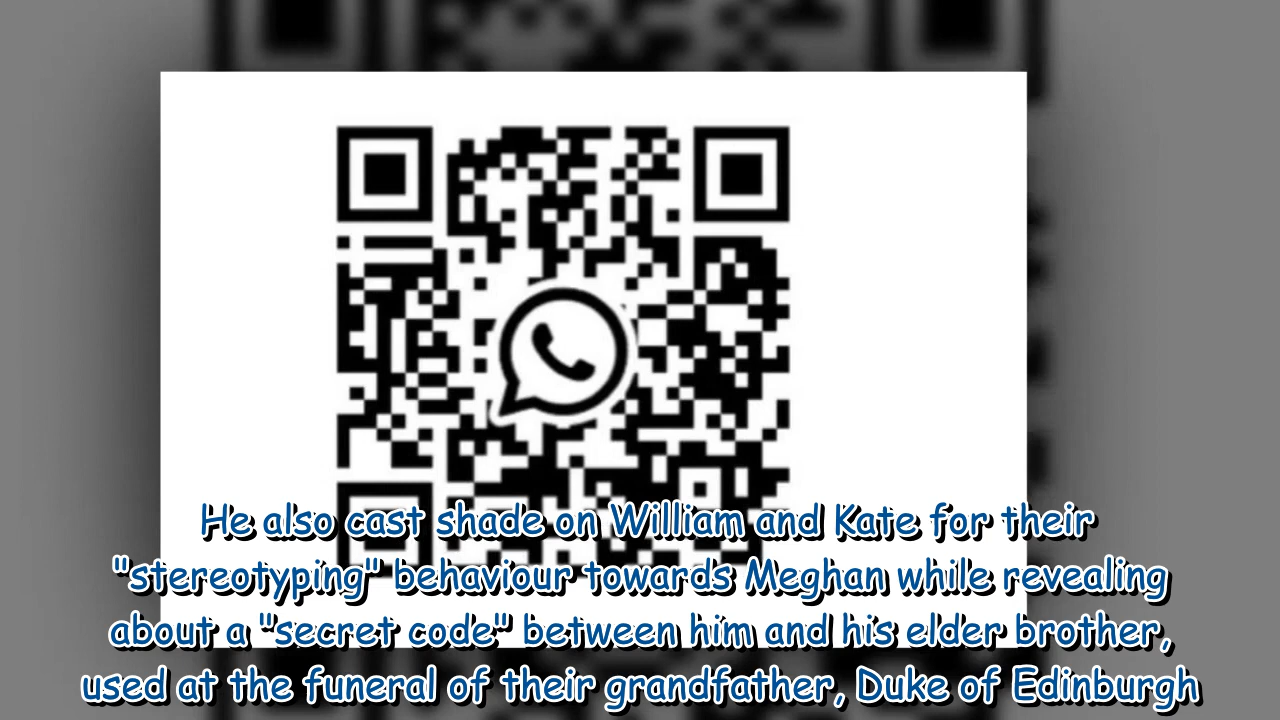 He also cast shade on William and Kate for their
"stereotyping" behaviour towards Meghan while revealing
about a "secret code" between him and his elder brother,
used at the funeral of their grandfather, Duke of Edinburgh